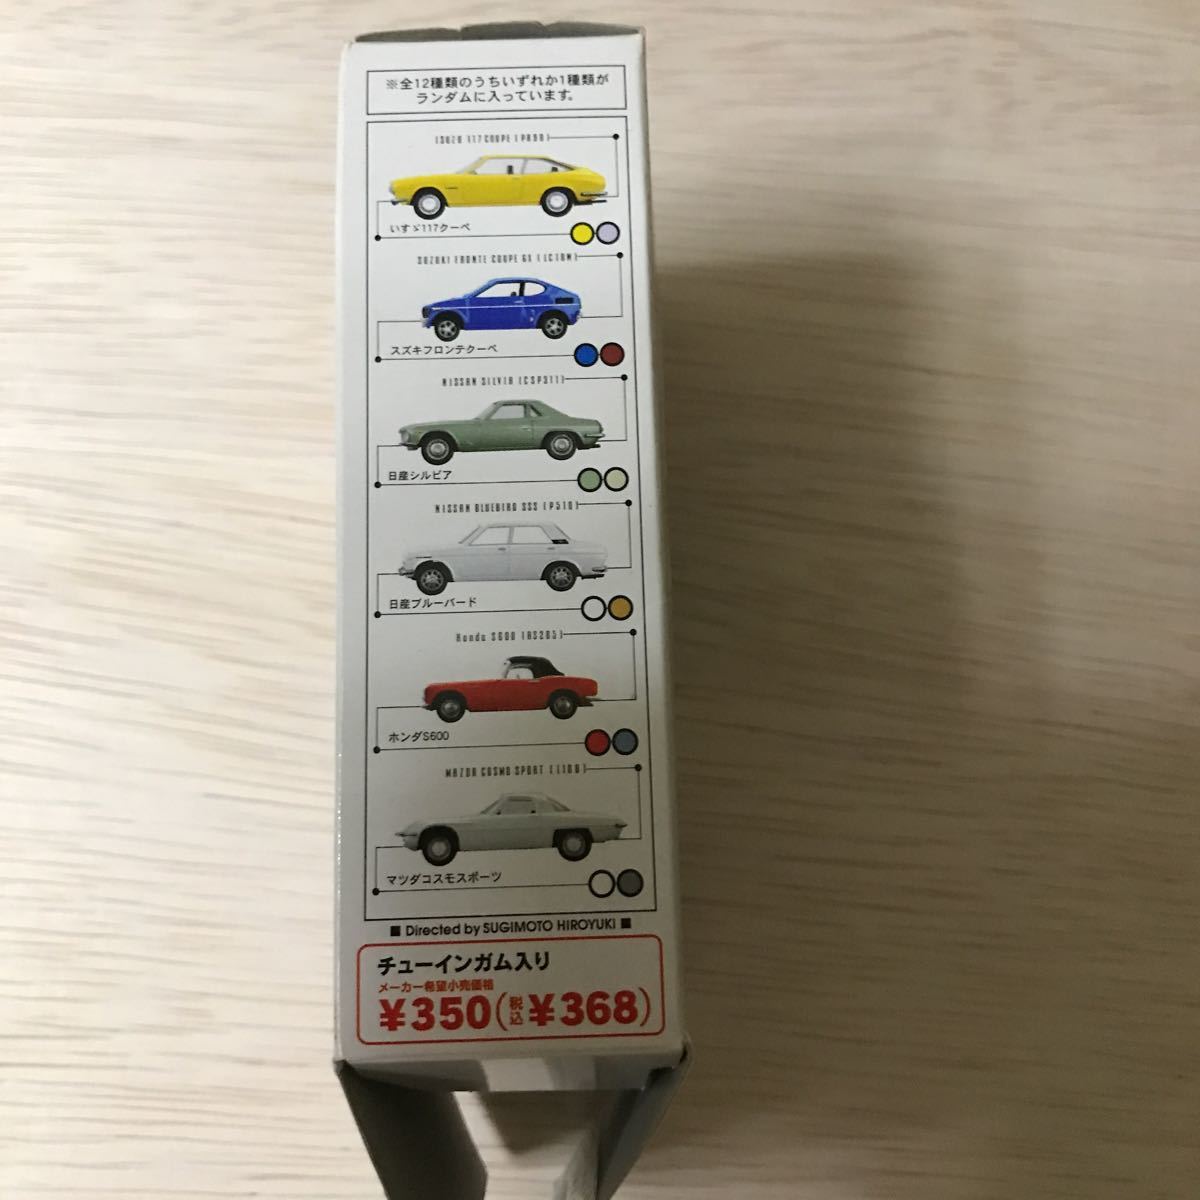 ※全12種類のうちいずれか1種類が
ランダムに入っています。
ISUZU 117 COUPE [PA90]
いすゞ117クーペ
SUZUKI FRONTE COUPE GX [LC10W]
スズキフロンテクーペ
NISSAN SILVIA [CSP311]
日産シルビア
NISSAN BLUEBIRD SSS [P510]
日産ブルーバード
Honda S600 [AS285]
ホンダS600
MAZDA COSMO SPORT [L10B]
マツダコスモスポーツ
■ Directed by SUGIMOTO HIROYUKI ■
チューインガム入り
メーカー希望小売価格
¥350(税込¥368)